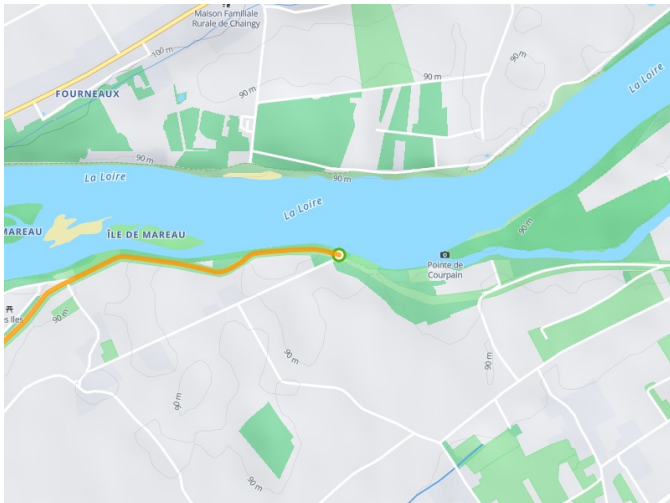 Maison Familiale
Rurale de Chaingy
100 m
La Loire
90 m
90 m
FOURNEAUX
90 m
90 m
90 m
La Loire
La Loire
90 m
MAREAU
ÎLE DE MAREAU
Pointe de
Courpain
s Iles
90 m
90 m
90 m
90 m
90 m